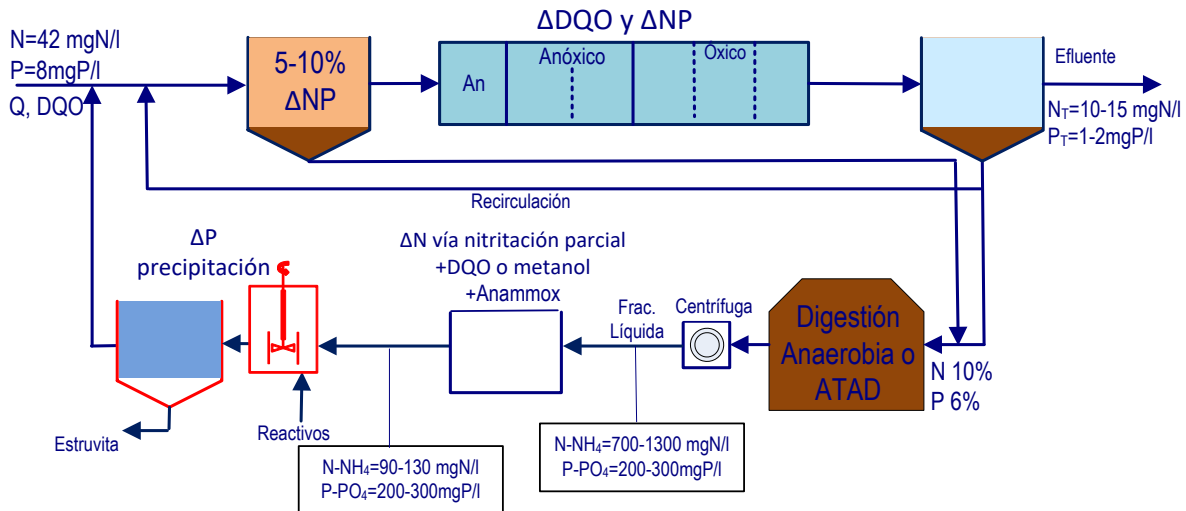 ΔDQO y ΔNP
N=42 mgN/l
P=8mgP/l
Q, DQO
5-10%
ΔNP
An
Anóxico
Óxico
Efluente
N_T=10-15 mgN/l
P_T=1-2mgP/l
Recirculación
ΔP
precipitación
ΔN vía nitritación parcial
+DQO o metanol
+Anammox
Frac.
Líquida
Centrífuga
Digestión
Anaerobia o
ATAD
N 10%
P 6%
Estruvita
Reactivos
N-NH₄=90-130 mgN/l
P-PO₄=200-300mgP/l
N-NH₄=700-1300 mgN/l
P-PO₄=200-300mgP/l